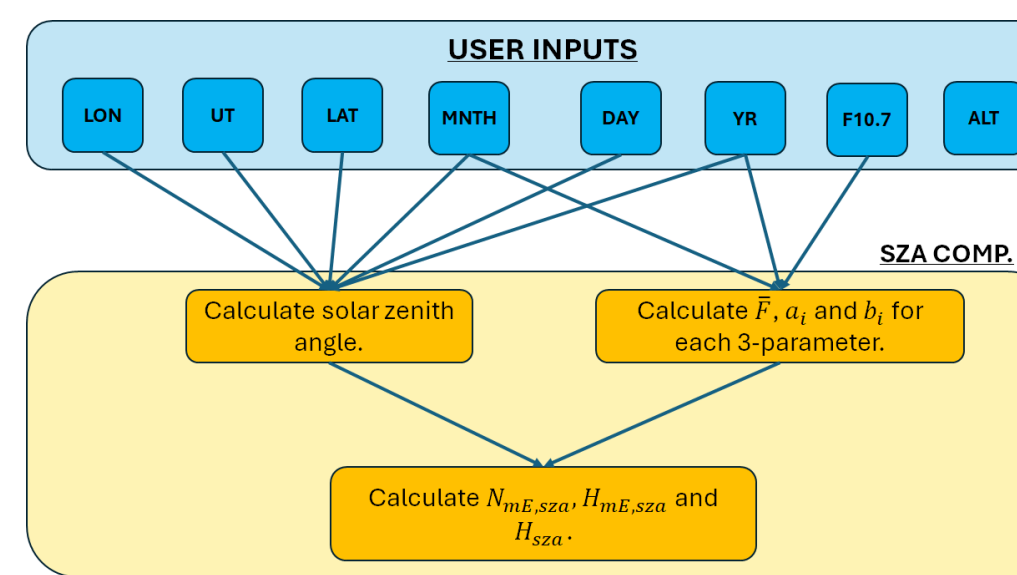 USER INPUTS
LON
UT
LAT
MNTH
DAY
YR
F10.7
ALT
SZA COMP.
Calculate solar zenith
angle.
Calculate F̄, aᵢ and bᵢ for
each 3-parameter.
Calculate N_{mE,sza}, H_{mE,sza} and
H_{sza}.